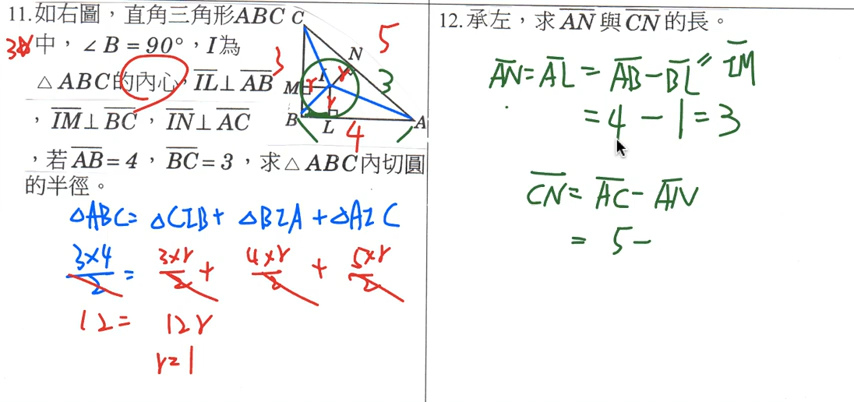 11.如右圖，直角三角形ABC
中，∠B=90°，I為
△ABC的內心，IL⊥AB
，IM⊥BC，IN⊥AC
，若AB=4，BC=3，求△ABC內切圓
的半徑。
C
5
N
3
3
I
M
r
r
r
B
L
4
A
△ABC=△CIB+△BIA+△AIC
3×4/2=3×r/2+4×r/2+5×r/2
12=12r
r=1
12.承左，求AN與CN的長。
AN=AL=AB-BL=IM
=4-1=3
CN=AC-AN
=5-